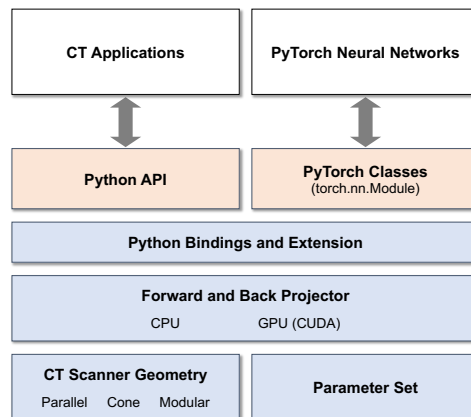 CT Applications
PyTorch Neural Networks
Python API
PyTorch Classes
(torch.nn.Module)
Python Bindings and Extension
Forward and Back Projector
CPU GPU (CUDA)
CT Scanner Geometry
Parallel Cone Modular
Parameter Set